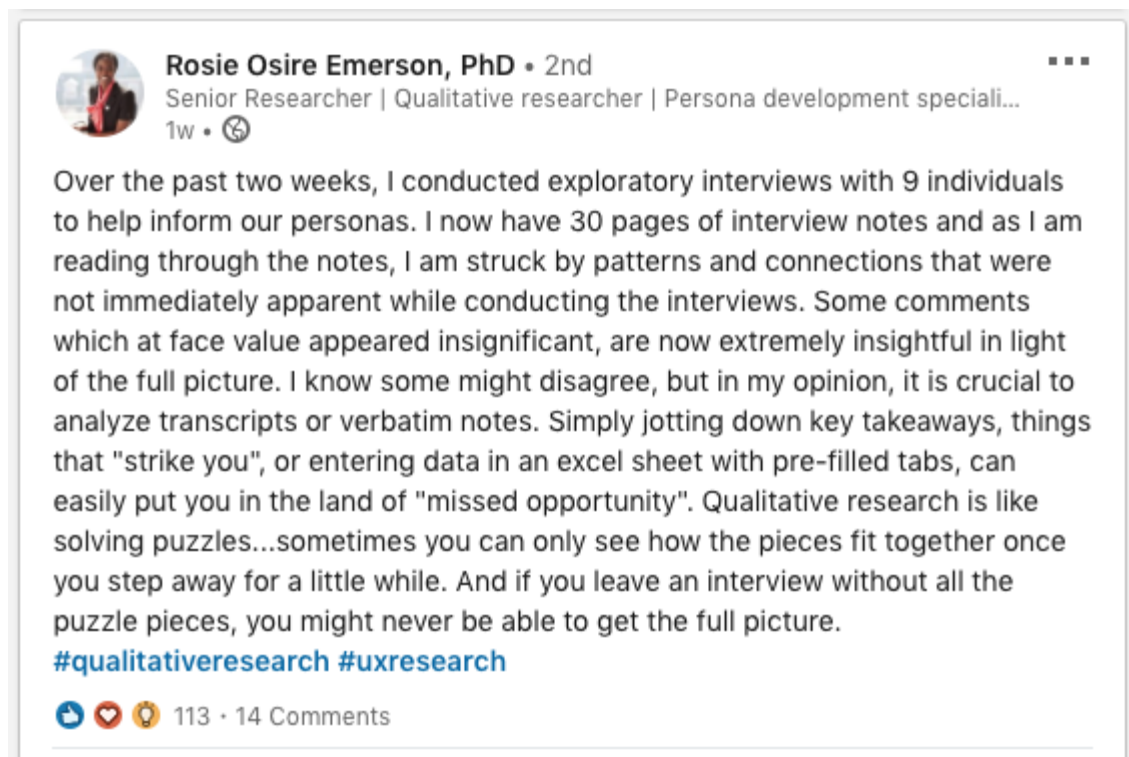 Rosie Osire Emerson, PhD • 2nd
Senior Researcher | Qualitative researcher | Persona development speciali...
1w •
Over the past two weeks, I conducted exploratory interviews with 9 individuals
to help inform our personas. I now have 30 pages of interview notes and as I am
reading through the notes, I am struck by patterns and connections that were
not immediately apparent while conducting the interviews. Some comments
which at face value appeared insignificant, are now extremely insightful in light
of the full picture. I know some might disagree, but in my opinion, it is crucial to
analyze transcripts or verbatim notes. Simply jotting down key takeaways, things
that "strike you", or entering data in an excel sheet with pre-filled tabs, can
easily put you in the land of "missed opportunity". Qualitative research is like
solving puzzles...sometimes you can only see how the pieces fit together once
you step away for a little while. And if you leave an interview without all the
puzzle pieces, you might never be able to get the full picture.
#qualitativeresearch #uxresearch
113 · 14 Comments